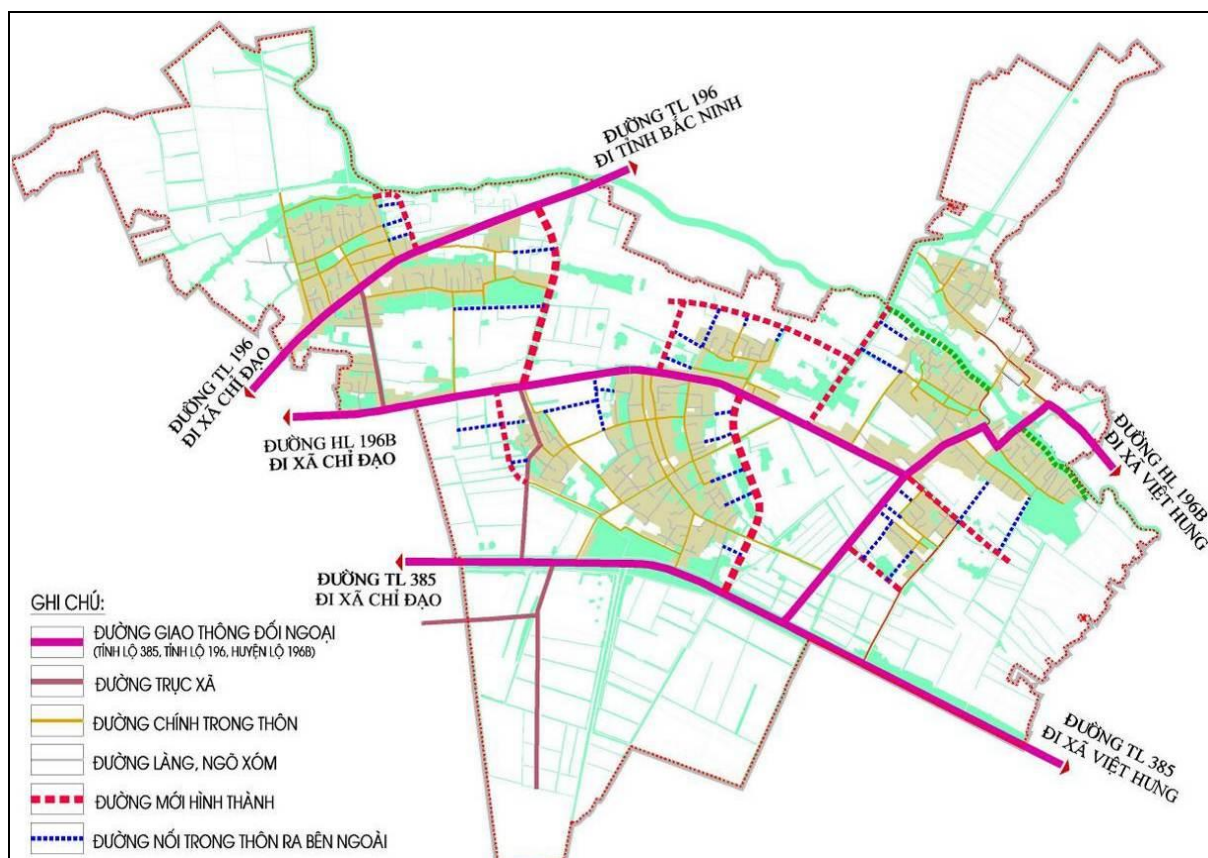 ĐƯỜNG TL 196
ĐI TỈNH BẮC NINH
ĐƯỜNG TL 196
ĐI XÃ CHỈ ĐẠO
ĐƯỜNG HL 196B
ĐI XÃ CHỈ ĐẠO
ĐƯỜNG HL 196B
ĐI XÃ VIỆT HƯNG
ĐƯỜNG TL 385
ĐI XÃ CHỈ ĐẠO
ĐƯỜNG TL 385
ĐI XÃ VIỆT HƯNG
GHI CHÚ:
ĐƯỜNG GIAO THÔNG ĐỐI NGOẠI
(TỈNH LỘ 385, TỈNH LỘ 196, HUYỆN LỘ 196B)
ĐƯỜNG TRỤC XÃ
ĐƯỜNG CHÍNH TRONG THÔN
ĐƯỜNG LÀNG, NGÕ XÓM
ĐƯỜNG MỚI HÌNH THÀNH
ĐƯỜNG NỐI TRONG THÔN RA BÊN NGOÀI